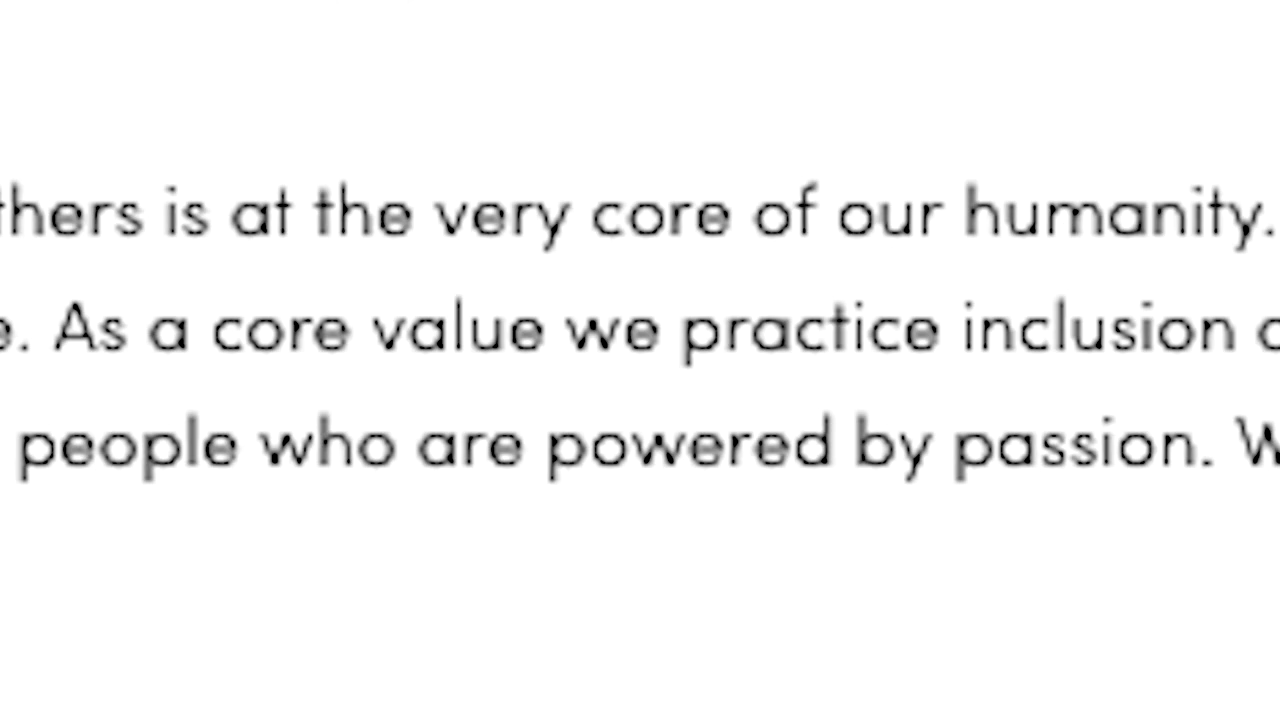 thers is at the very core of our humanity.
e. As a core value we practice inclusion
people who are powered by passion. W